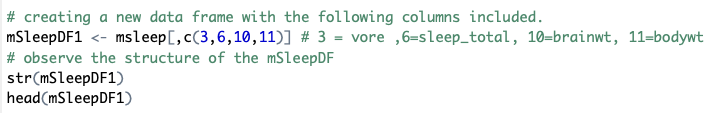 # creating a new data frame with the following columns included.
mSleepDF1 <- msleep[,c(3,6,10,11)] # 3 = vore ,6=sleep_total, 10=brainwt, 11=bodywt
# observe the structure of the mSleepDF
str(mSleepDF1)
head(mSleepDF1)